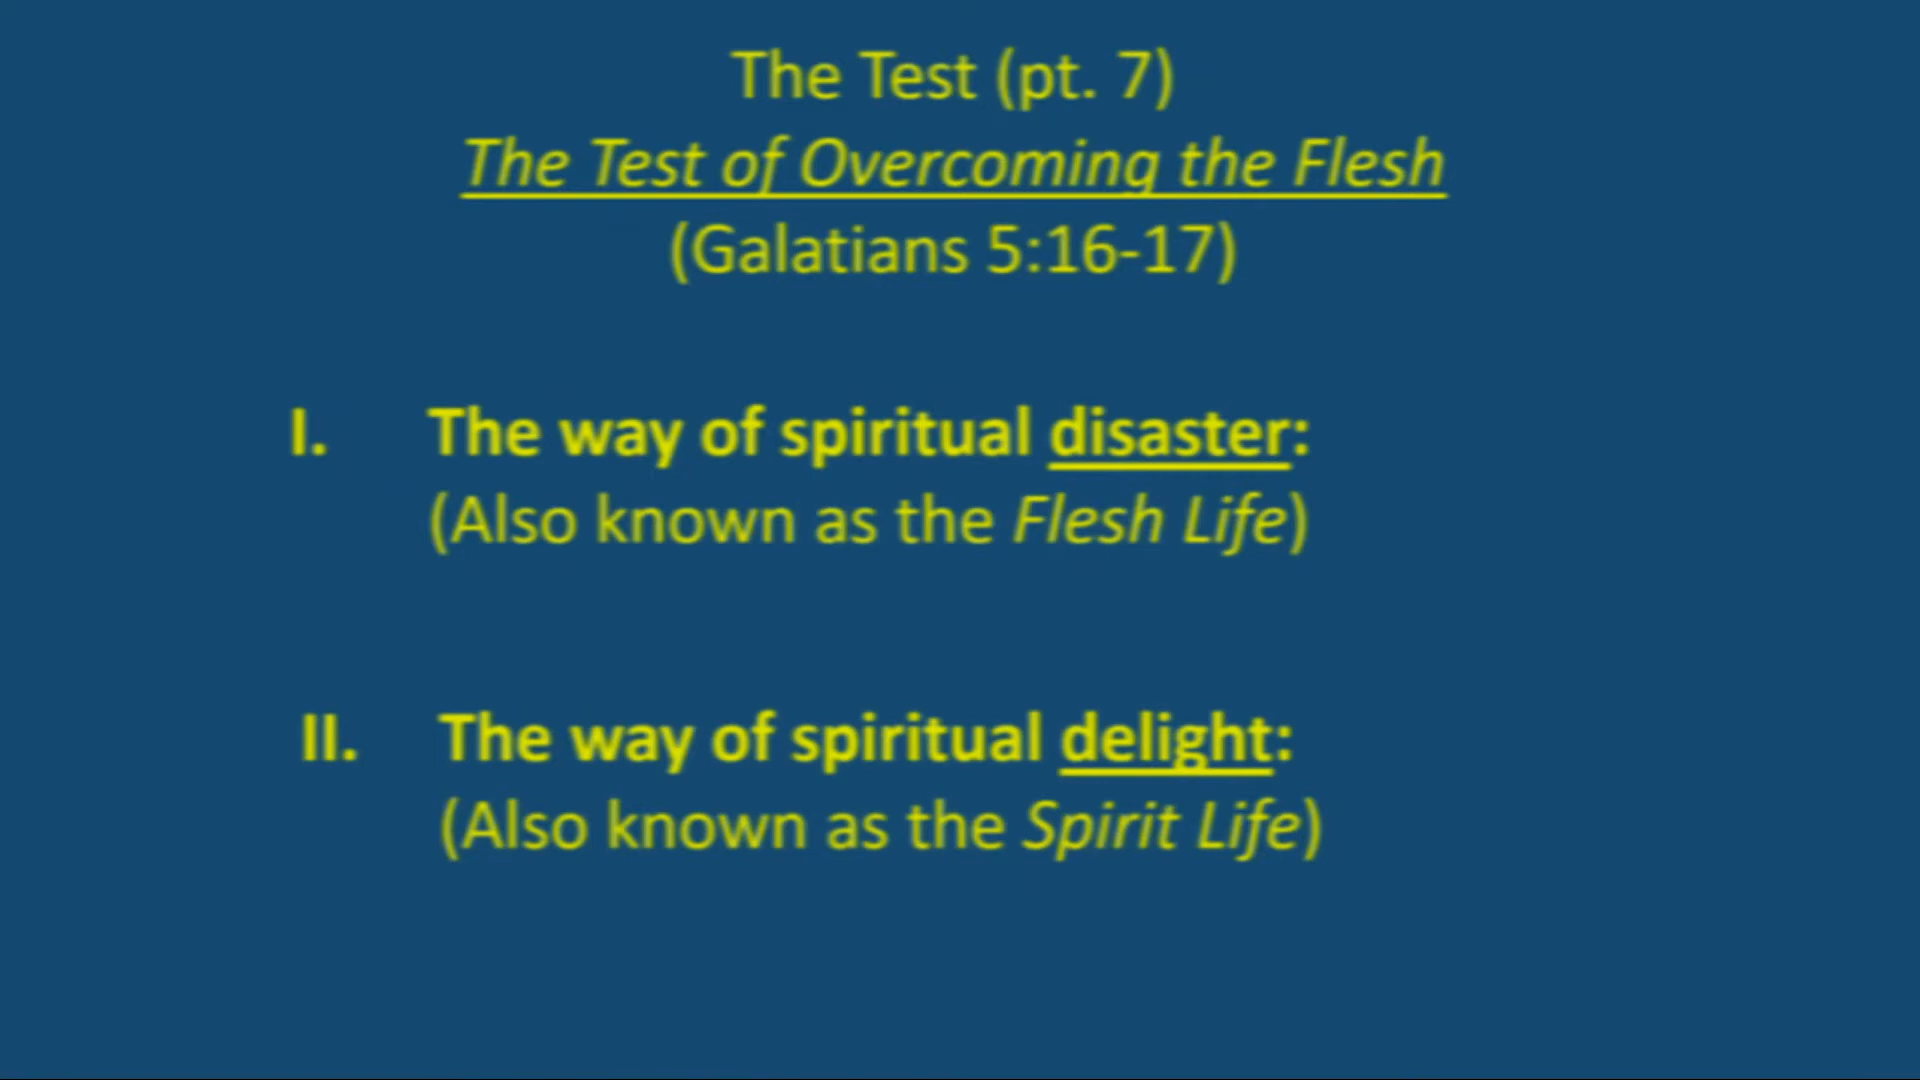 The Test (pt. 7)
The Test of Overcoming the Flesh
(Galatians 5:16-17)
I. The way of spiritual disaster:
(Also known as the Flesh Life)
II. The way of spiritual delight:
(Also known as the Spirit Life)